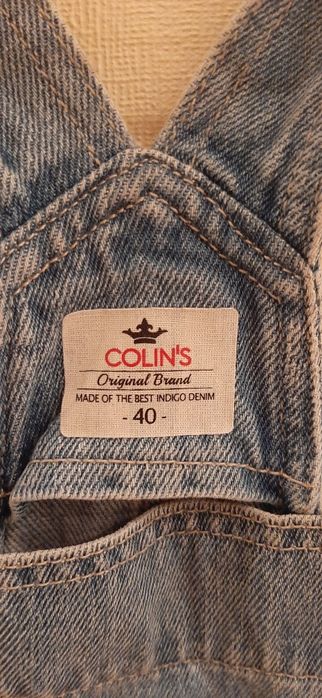 COLIN'S
Original Brand
MADE OF THE BEST INDIGO DENIM
- 40 -